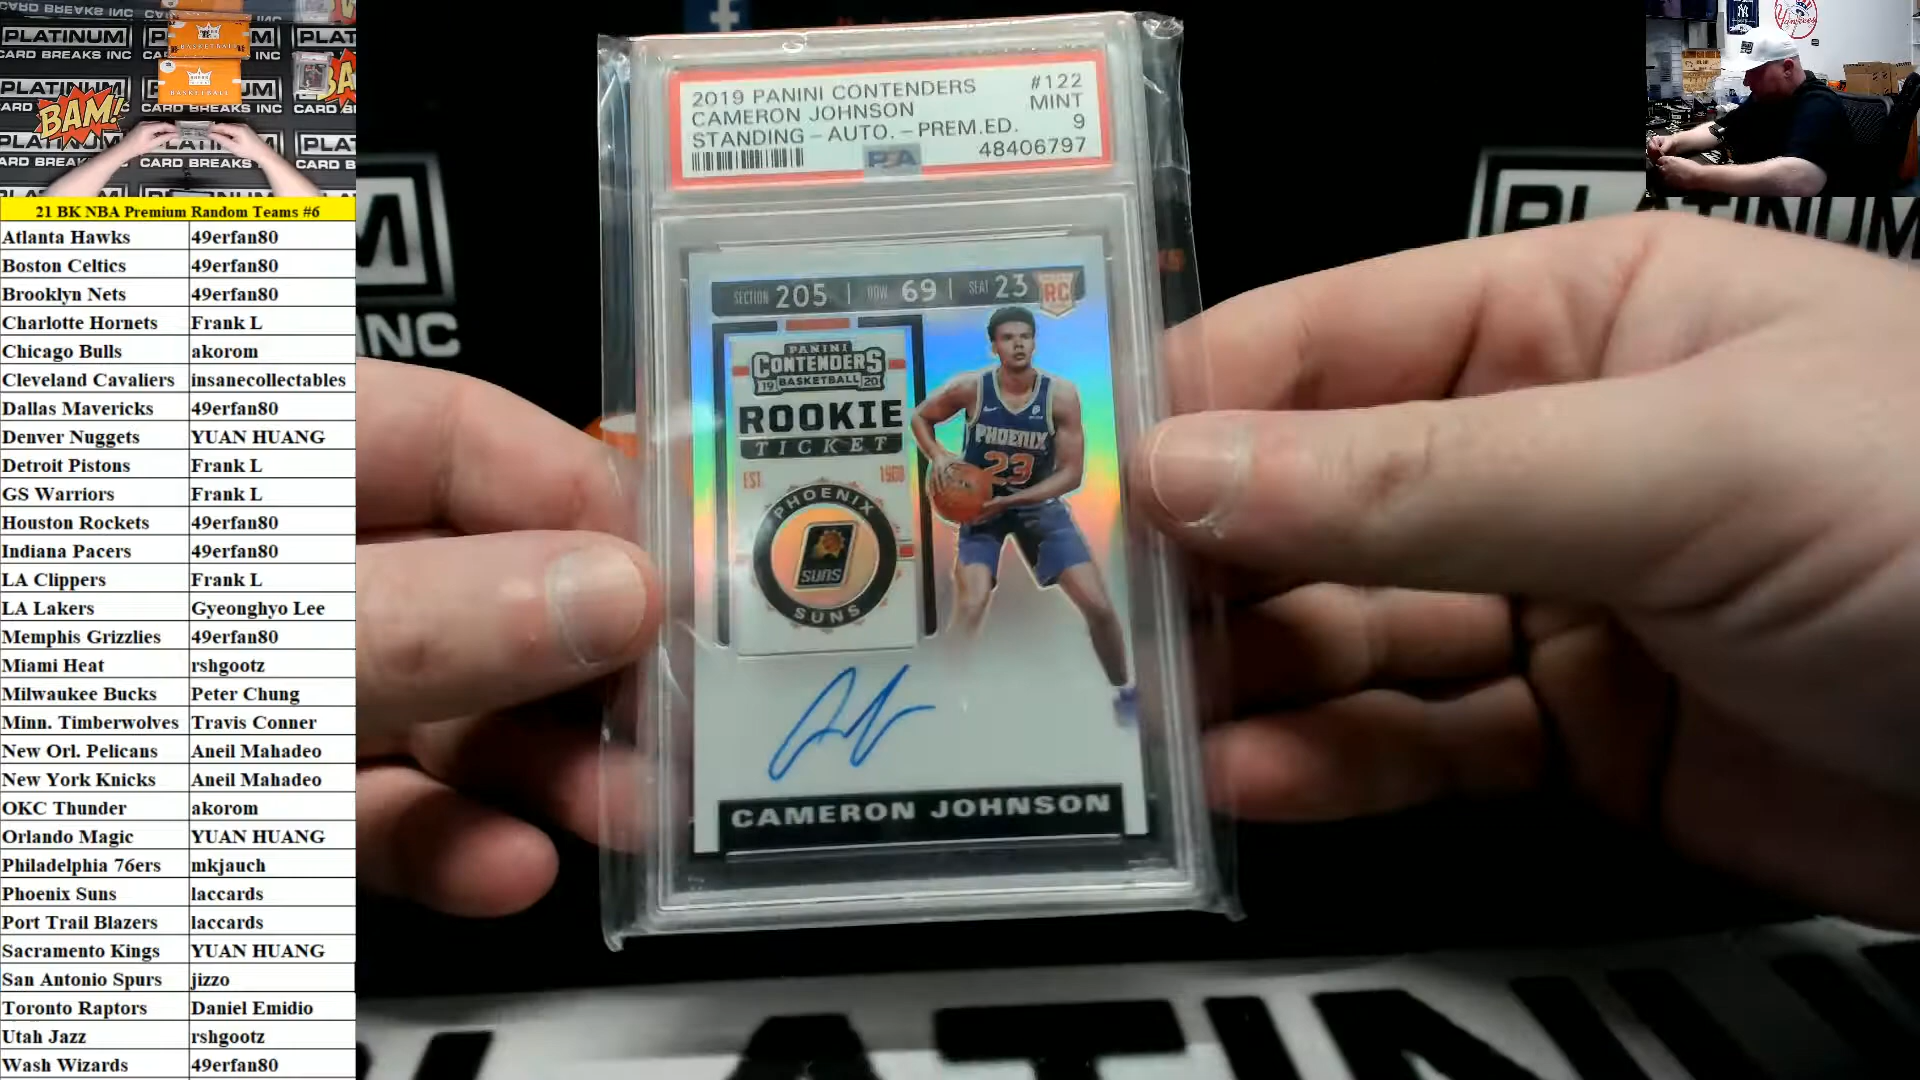 PLATINUM
CARD BREAKS INC
BASKETBALL
BASKETBALL
BAM!
21 BK NBA Premium Random Teams #6
Atlanta Hawks 49erfan80
Boston Celtics 49erfan80
Brooklyn Nets 49erfan80
Charlotte Hornets Frank L
Chicago Bulls akorom
Cleveland Cavaliers insanecollectables
Dallas Mavericks 49erfan80
Denver Nuggets YUAN HUANG
Detroit Pistons Frank L
GS Warriors Frank L
Houston Rockets 49erfan80
Indiana Pacers 49erfan80
LA Clippers Frank L
LA Lakers Gyeonghyo Lee
Memphis Grizzlies 49erfan80
Miami Heat rshgootz
Milwaukee Bucks Peter Chung
Minn. Timberwolves Travis Conner
New Orl. Pelicans Aneil Mahadeo
New York Knicks Aneil Mahadeo
OKC Thunder akorom
Orlando Magic YUAN HUANG
Philadelphia 76ers mkjauch
Phoenix Suns laccards
Port Trail Blazers laccards
Sacramento Kings YUAN HUANG
San Antonio Spurs jizzo
Toronto Raptors Daniel Emidio
Utah Jazz rshgootz
Wash Wizards 49erfan80
2019 PANINI CONTENDERS #122
CAMERON JOHNSON MINT
STANDING - AUTO. - PREM.ED. 9
PSA 48406797
SECTION 205 | ROW 69 | SEAT 23 RC
PANINI
CONTENDERS
19 BASKETBALL 20
ROOKIE
TICKET
EST. 1968
PHOENIX
SUNS
SUNS
PHOENIX
23
CAMERON JOHNSON
M
INC
PLATINUM
PLATINU
Yankees